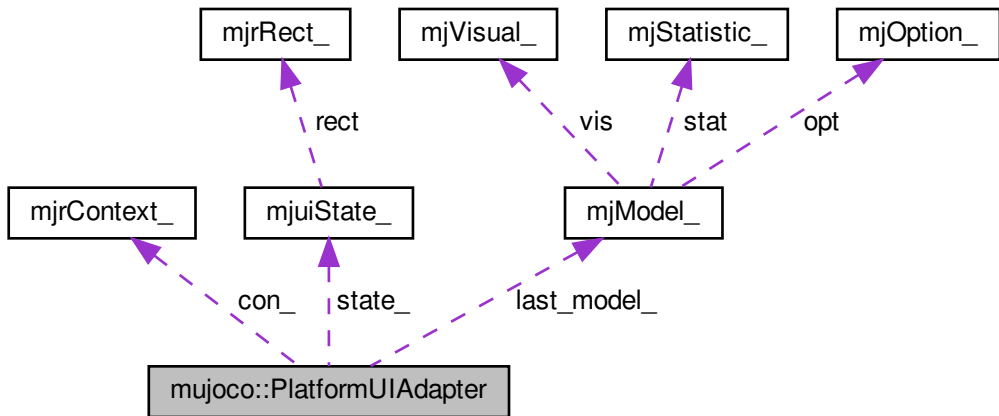 mjrRect_
mjVisual_
mjStatistic_
mjOption_
rect
vis
stat
opt
mjrContext_
mjuiState_
mjModel_
con_
state_
last_model_
mujoco::PlatformUIAdapter